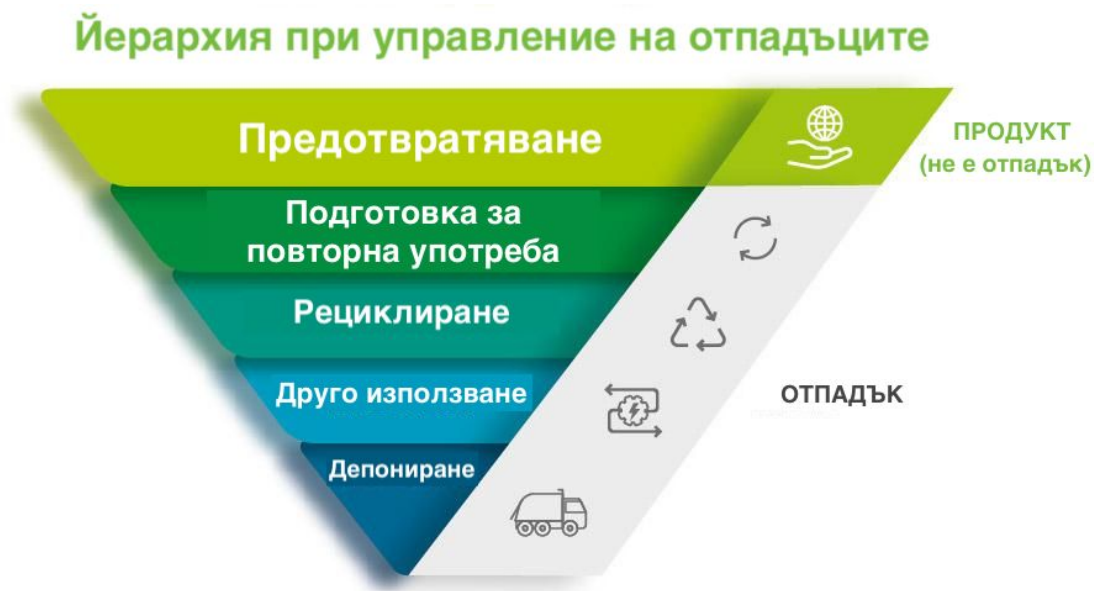 Йерархия при управление на отпадъците
Предотвратяване
ПРОДУКТ
(не е отпадък)
Подготовка за
повторна употреба
Рециклиране
Друго използване
ОТПАДЪК
Депониране